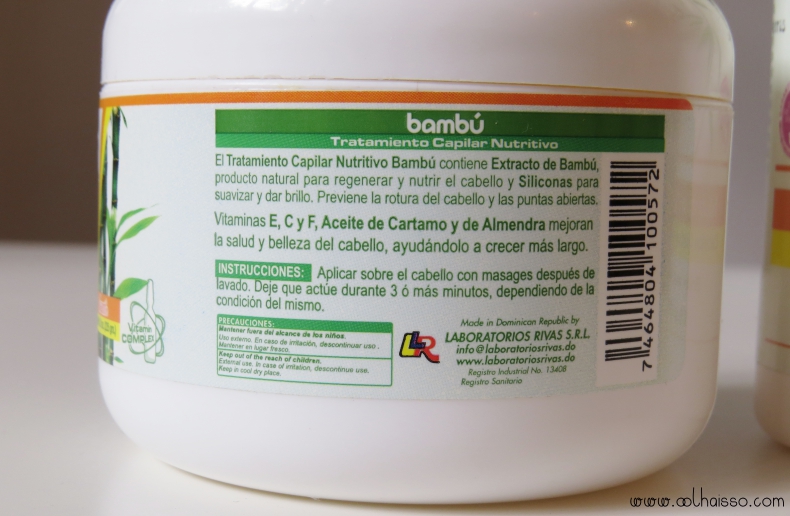 bambú
Tratamiento Capilar Nutritivo
El Tratamiento Capilar Nutritivo Bambú contiene Extracto de Bambú,
producto natural para regenerar y nutrir el cabello y Siliconas para
suavizar y dar brillo. Previene la rotura del cabello y las puntas abiertas.
Vitaminas E, C y F, Aceite de Cartamo y de Almendra mejoran
la salud y belleza del cabello, ayudándolo a crecer más largo.
INSTRUCCIONES: Aplicar sobre el cabello con masages después de
lavado. Deje que actúe durante 3 ó más minutos, dependiendo de la
condición del mismo.
PRECAUCIONES:
Mantener fuera del alcance de los niños.
Uso externo. En caso de irritación, discontinuar uso.
Mantener en lugar fresco.
Keep out of the reach of children.
External use. In case of irritation, discontinue use.
Keep in cool dry place.
LR
Made in Dominican Republic by
LABORATORIOS RIVAS S.R.L.
info@laboratoriosrivas.do
www.laboratoriosrivas.do
Registro Industrial No. 13408
Registro Sanitario
7 464804 100572
www.oolhaisso.com